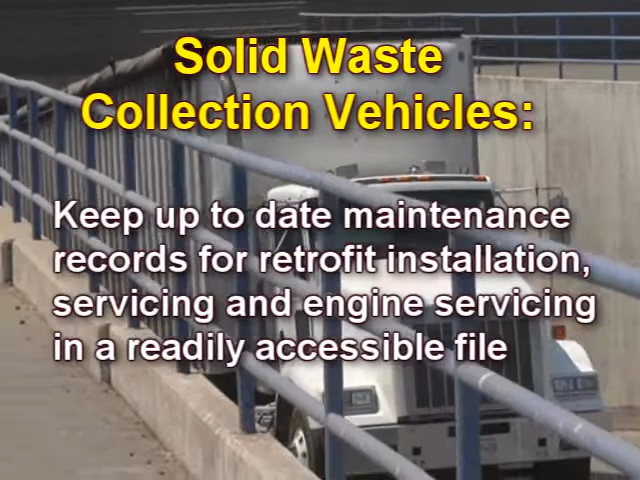 Solid Waste
Collection Vehicles:
Keep up to date maintenance
records for retrofit installation,
servicing and engine servicing
in a readily accessible file